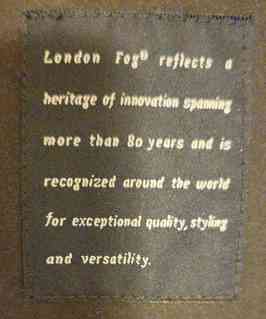 London Fog® reflects a
heritage of innovation spanning
more than 80 years and is
recognized around the world
for exceptional quality, styling
and versatility.